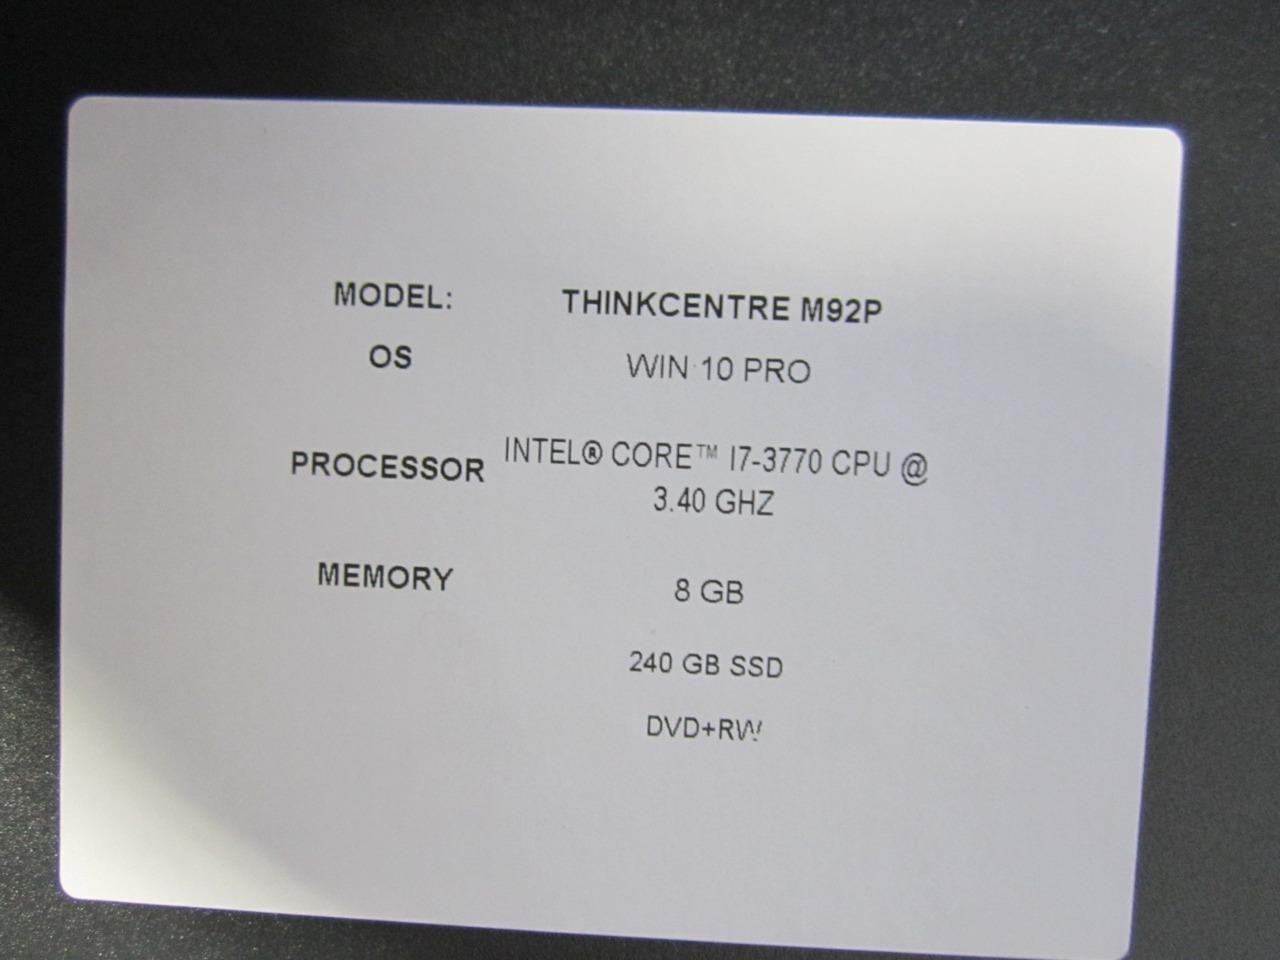 MODEL: THINKCENTRE M92P
OS WIN 10 PRO
PROCESSOR INTEL® CORE™ I7-3770 CPU @
3.40 GHZ
MEMORY 8 GB
240 GB SSD
DVD+RW